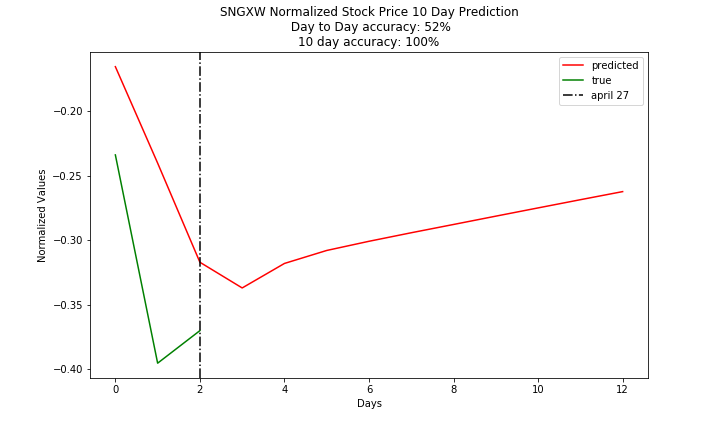 SNGXW Normalized Stock Price 10 Day Prediction
Day to Day accuracy: 52%
10 day accuracy: 100%
predicted
true
april 27
−0.20
−0.25
−0.30
−0.35
−0.40
Normalized Values
0
2
4
6
8
10
12
Days